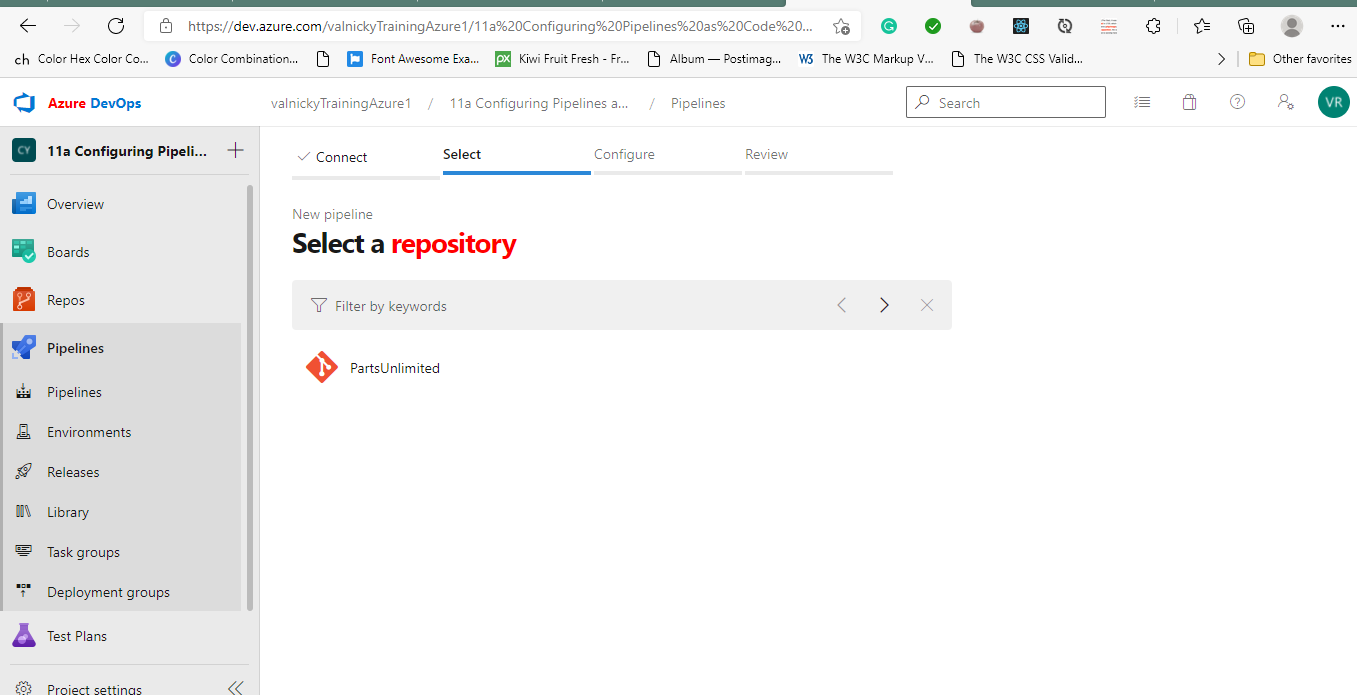 https://dev.azure.com/valnickyTrainingAzure1/11a%20Configuring%20Pipelines%20as%20Code%20...
ch Color Hex Color Co... Color Combination... Font Awesome Exa... px Kiwi Fruit Fresh - Fr... Album — Postimag... W3 The W3C Markup V... The W3C CSS Valid... Other favorites
Azure DevOps valnickyTrainingAzure1 / 11a Configuring Pipelines a... / Pipelines Search VR
CY 11a Configuring Pipeli...
Connect Select Configure Review
Overview
New pipeline
Select a repository
Boards
Repos
Filter by keywords
Pipelines
PartsUnlimited
Pipelines
Environments
Releases
Library
Task groups
Deployment groups
Test Plans
Project settings